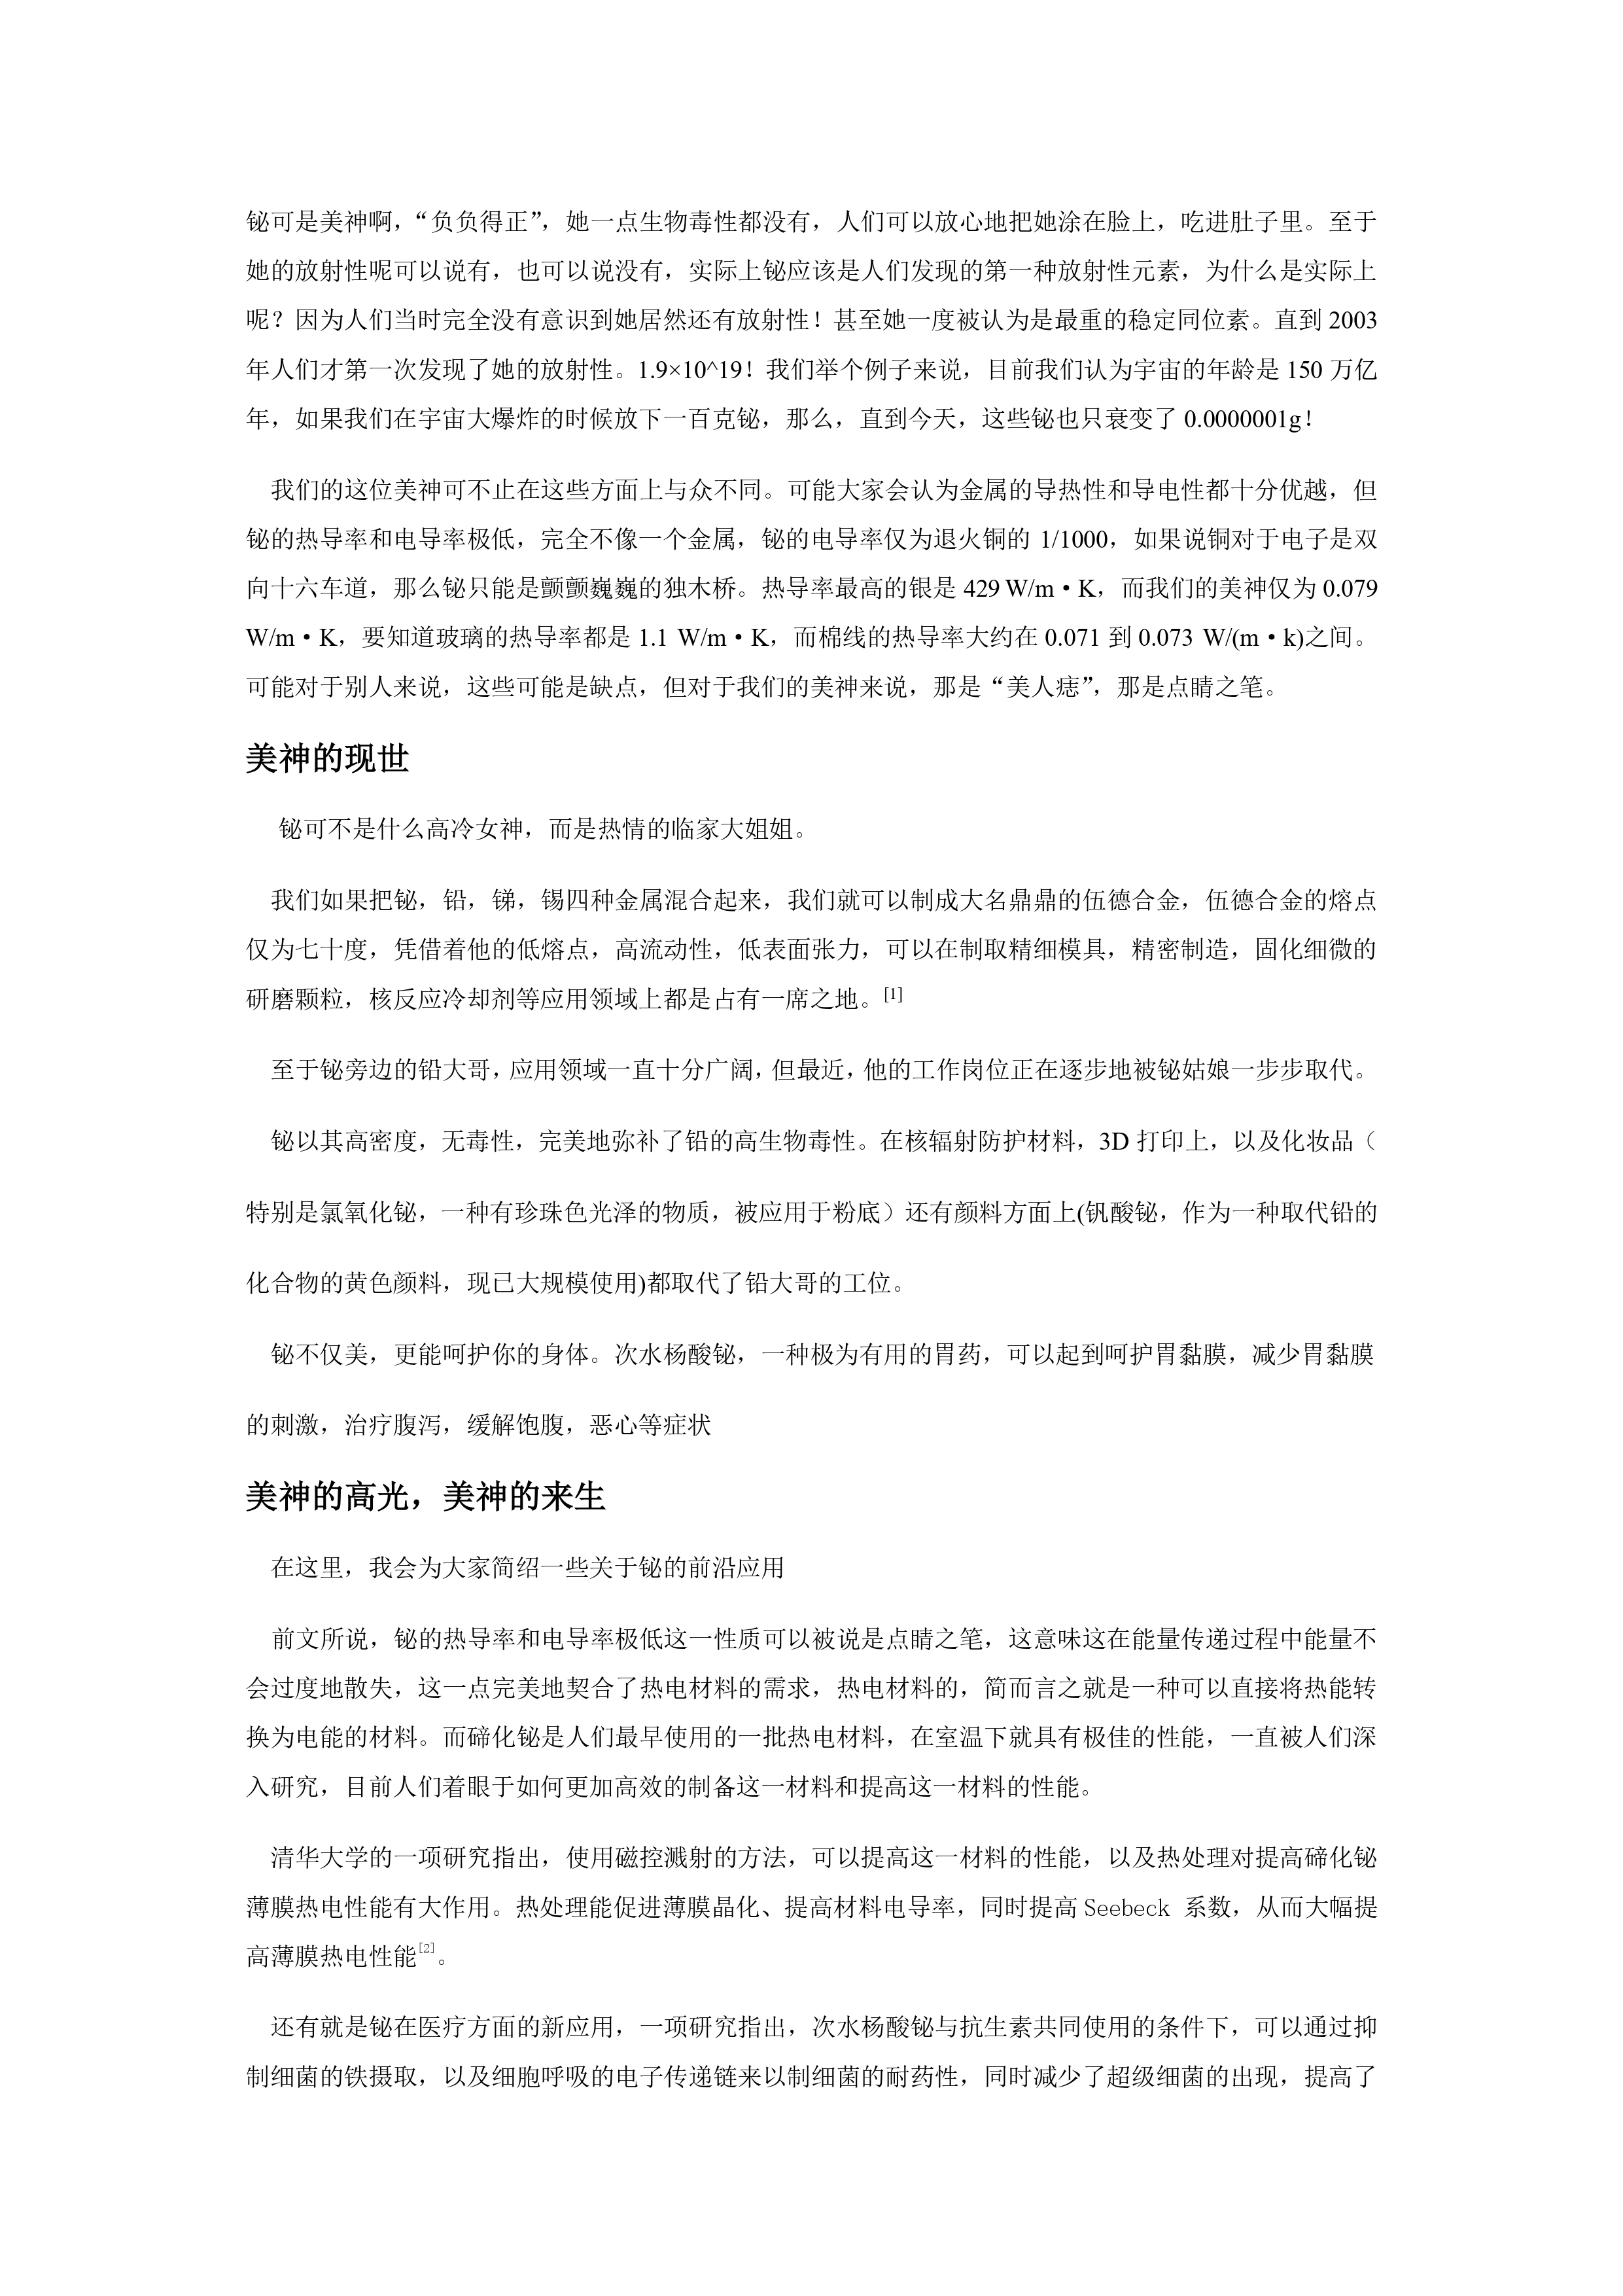 铋可是美神啊，“负负得正”，她一点生物毒性都没有，人们可以放心地把她涂在脸上，吃进肚子里。至于
她的放射性呢可以说有，也可以说没有，实际上铋应该是人们发现的第一种放射性元素，为什么是实际上
呢？因为人们当时完全没有意识到她居然还有放射性！甚至她一度被认为是最重的稳定同位素。直到 2003
年人们才第一次发现了她的放射性。1.9×10^19！我们举个例子来说，目前我们认为宇宙的年龄是 150 万亿
年，如果我们在宇宙大爆炸的时候放下一百克铋，那么，直到今天，这些铋也只衰变了 0.0000001g！
我们的这位美神可不止在这些方面上与众不同。可能大家会认为金属的导热性和导电性都十分优越，但
铋的热导率和电导率极低，完全不像一个金属，铋的电导率仅为退火铜的 1/1000，如果说铜对于电子是双
向十六车道，那么铋只能是颤颤巍巍的独木桥。热导率最高的银是 429 W/m·K，而我们的美神仅为 0.079
W/m·K，要知道玻璃的热导率都是 1.1 W/m·K，而棉线的热导率大约在 0.071 到 0.073 W/(m·k)之间。
可能对于别人来说，这些可能是缺点，但对于我们的美神来说，那是“美人痣”，那是点睛之笔。
美神的现世
铋可不是什么高冷女神，而是热情的临家大姐姐。
我们如果把铋，铅，锑，锡四种金属混合起来，我们就可以制成大名鼎鼎的伍德合金，伍德合金的熔点
仅为七十度，凭借着他的低熔点，高流动性，低表面张力，可以在制取精细模具，精密制造，固化细微的
研磨颗粒，核反应冷却剂等应用领域上都是占有一席之地。[1]
至于铋旁边的铅大哥，应用领域一直十分广阔，但最近，他的工作岗位正在逐步地被铋姑娘一步步取代。
铋以其高密度，无毒性，完美地弥补了铅的高生物毒性。在核辐射防护材料，3D 打印上，以及化妆品（
特别是氯氧化铋，一种有珍珠色光泽的物质，被应用于粉底）还有颜料方面上(钒酸铋，作为一种取代铅的
化合物的黄色颜料，现已大规模使用)都取代了铅大哥的工位。
铋不仅美，更能呵护你的身体。次水杨酸铋，一种极为有用的胃药，可以起到呵护胃黏膜，减少胃黏膜
的刺激，治疗腹泻，缓解饱腹，恶心等症状
美神的高光，美神的来生
在这里，我会为大家简绍一些关于铋的前沿应用
前文所说，铋的热导率和电导率极低这一性质可以被说是点睛之笔，这意味这在能量传递过程中能量不
会过度地散失，这一点完美地契合了热电材料的需求，热电材料的，简而言之就是一种可以直接将热能转
换为电能的材料。而碲化铋是人们最早使用的一批热电材料，在室温下就具有极佳的性能，一直被人们深
入研究，目前人们着眼于如何更加高效的制备这一材料和提高这一材料的性能。
清华大学的一项研究指出，使用磁控溅射的方法，可以提高这一材料的性能，以及热处理对提高碲化铋
薄膜热电性能有大作用。热处理能促进薄膜晶化、提高材料电导率，同时提高 Seebeck 系数，从而大幅提
高薄膜热电性能[2]。
还有就是铋在医疗方面的新应用，一项研究指出，次水杨酸铋与抗生素共同使用的条件下，可以通过抑
制细菌的铁摄取，以及细胞呼吸的电子传递链来以制细菌的耐药性，同时减少了超级细菌的出现，提高了